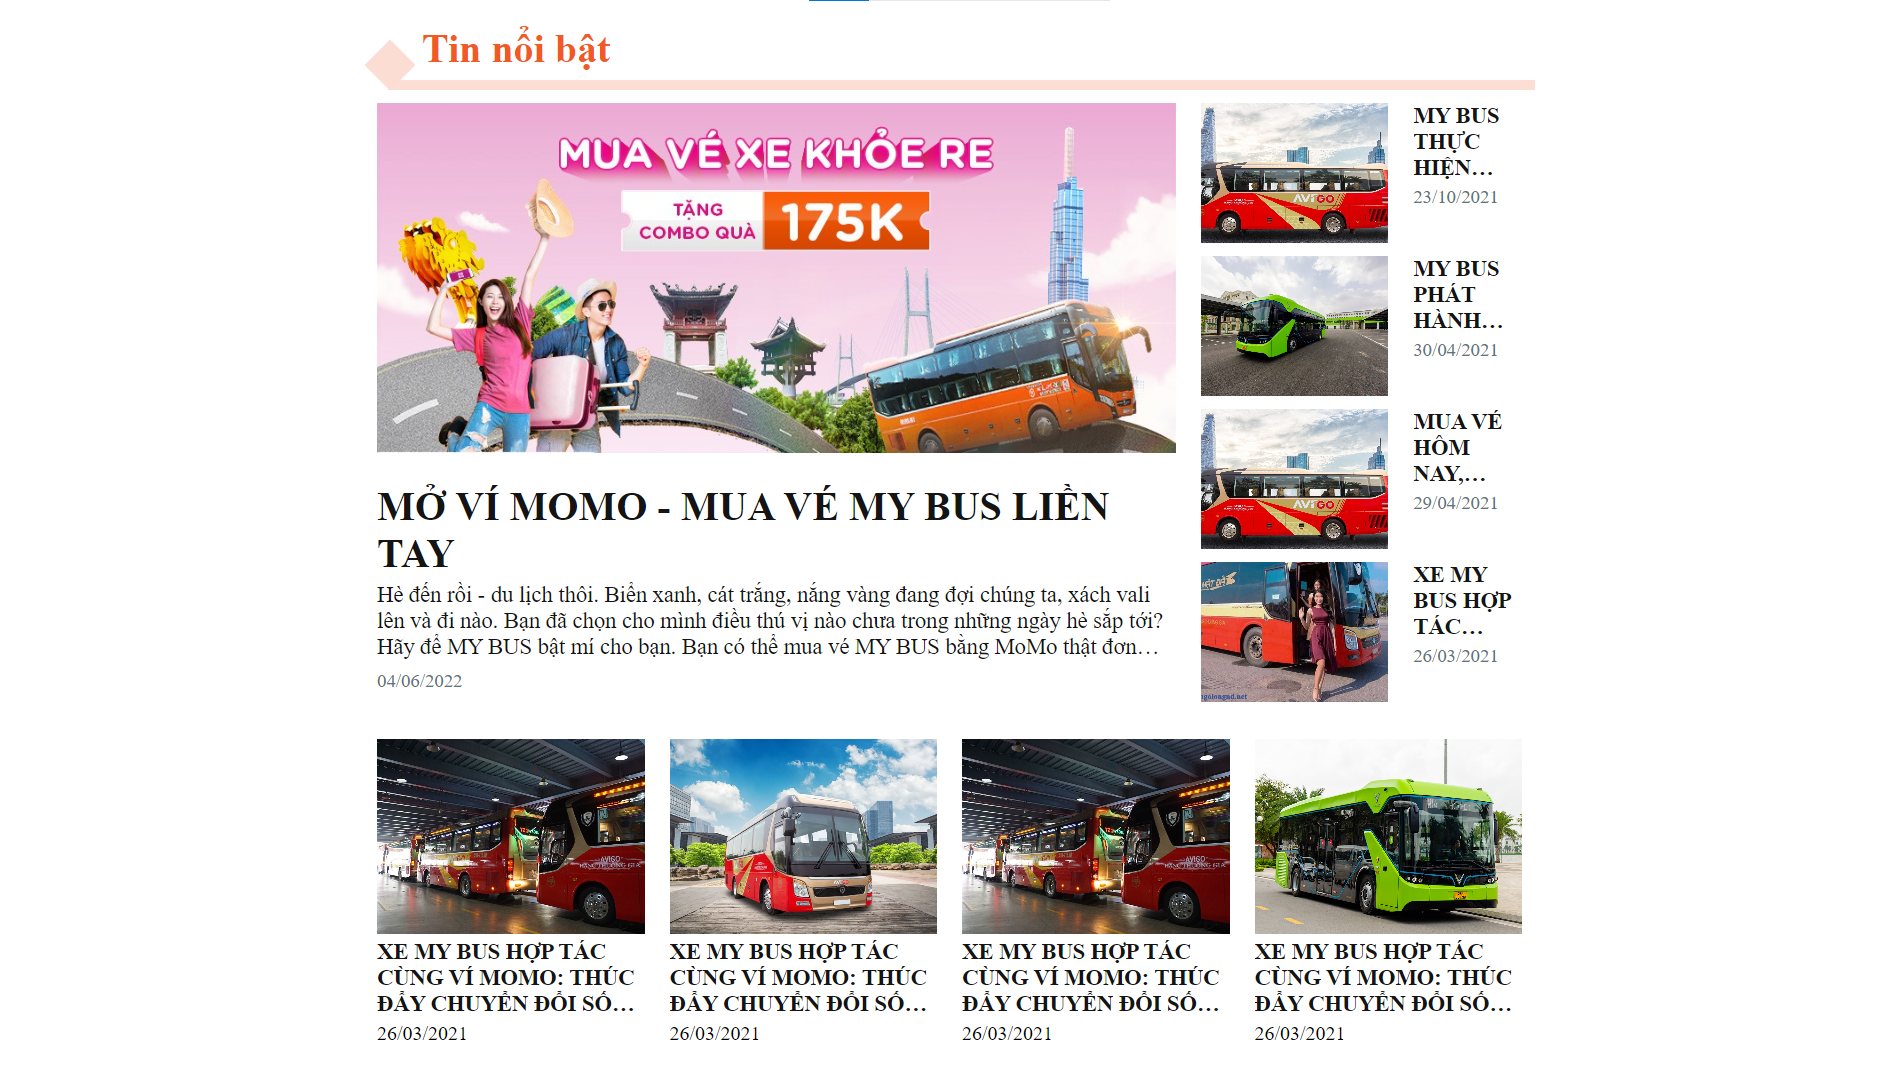 Tin nổi bật
MUA VÉ XE KHỎE RE
TẶNG
COMBO QUÀ
175K
MỞ VÍ MOMO - MUA VÉ MY BUS LIỀN
TAY
Hè đến rồi - du lịch thôi. Biển xanh, cát trắng, nắng vàng đang đợi chúng ta, xách vali
lên và đi nào. Bạn đã chọn cho mình điều thú vị nào chưa trong những ngày hè sắp tới?
Hãy để MY BUS bật mí cho bạn. Bạn có thể mua vé MY BUS bằng MoMo thật đơn…
04/06/2022
AVIGO
MY BUS
THỰC
HIỆN…
23/10/2021
MY BUS
PHÁT
HÀNH…
30/04/2021
AVIGO
MUA VÉ
HÔM
NAY,…
29/04/2021
XE MY
BUS HỢP
TÁC…
26/03/2021
AVIGO
XE MY BUS HỢP TÁC
CÙNG VÍ MOMO: THÚC
ĐẨY CHUYỂN ĐỔI SỐ…
26/03/2021
XE MY BUS HỢP TÁC
CÙNG VÍ MOMO: THÚC
ĐẨY CHUYỂN ĐỔI SỐ…
26/03/2021
AVIGO
XE MY BUS HỢP TÁC
CÙNG VÍ MOMO: THÚC
ĐẨY CHUYỂN ĐỔI SỐ…
26/03/2021
XE MY BUS HỢP TÁC
CÙNG VÍ MOMO: THÚC
ĐẨY CHUYỂN ĐỔI SỐ…
26/03/2021